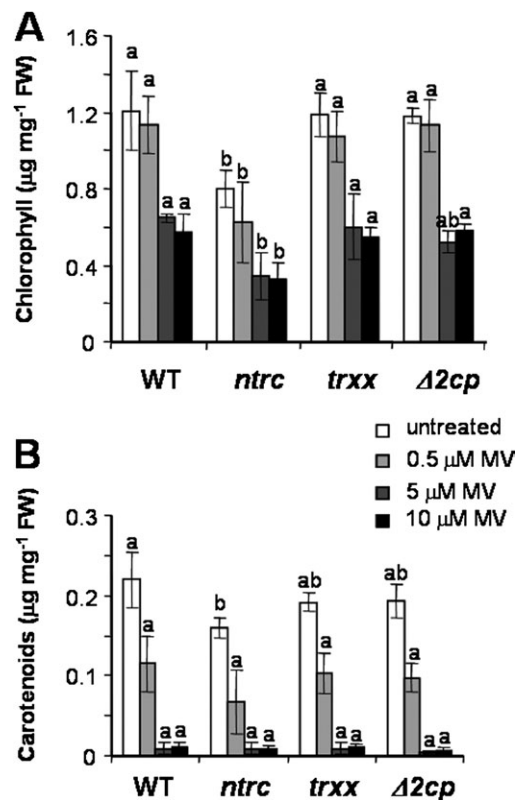 A
Chlorophyll (µg mg⁻¹ FW)
1.6
1.2
0.8
0.4
0
a a a a
b b b b
a a a a
a a ab a
WT ntrc trxx Δ2cp
untreated
0.5 µM MV
5 µM MV
10 µM MV
B
Carotenoids (µg mg⁻¹ FW)
0.3
0.2
0.1
0
a a a a
b a a a
ab a a a
ab a a a
WT ntrc trxx Δ2cp